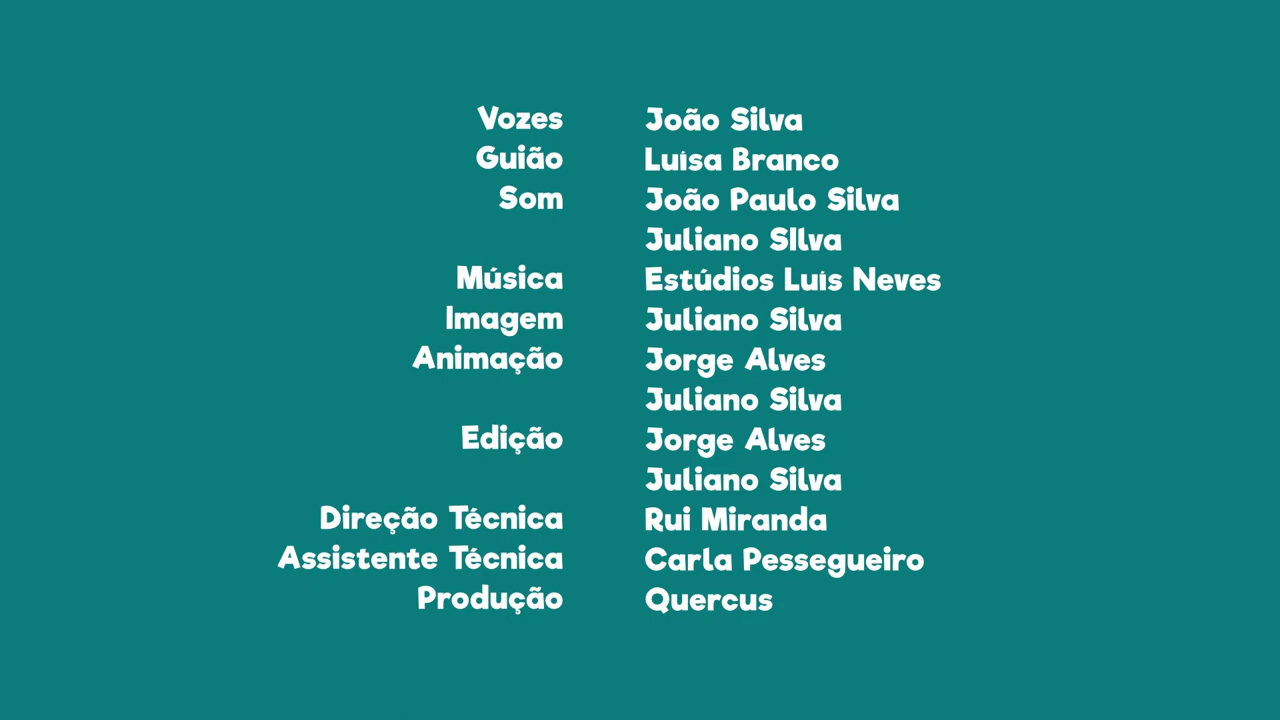 Vozes João Silva
Guião Luísa Branco
Som João Paulo Silva
Juliano SIlva
Música Estúdios Luís Neves
Imagem Juliano Silva
Animação Jorge Alves
Juliano Silva
Edição Jorge Alves
Juliano Silva
Direção Técnica Rui Miranda
Assistente Técnica Carla Pessegueiro
Produção Quercus